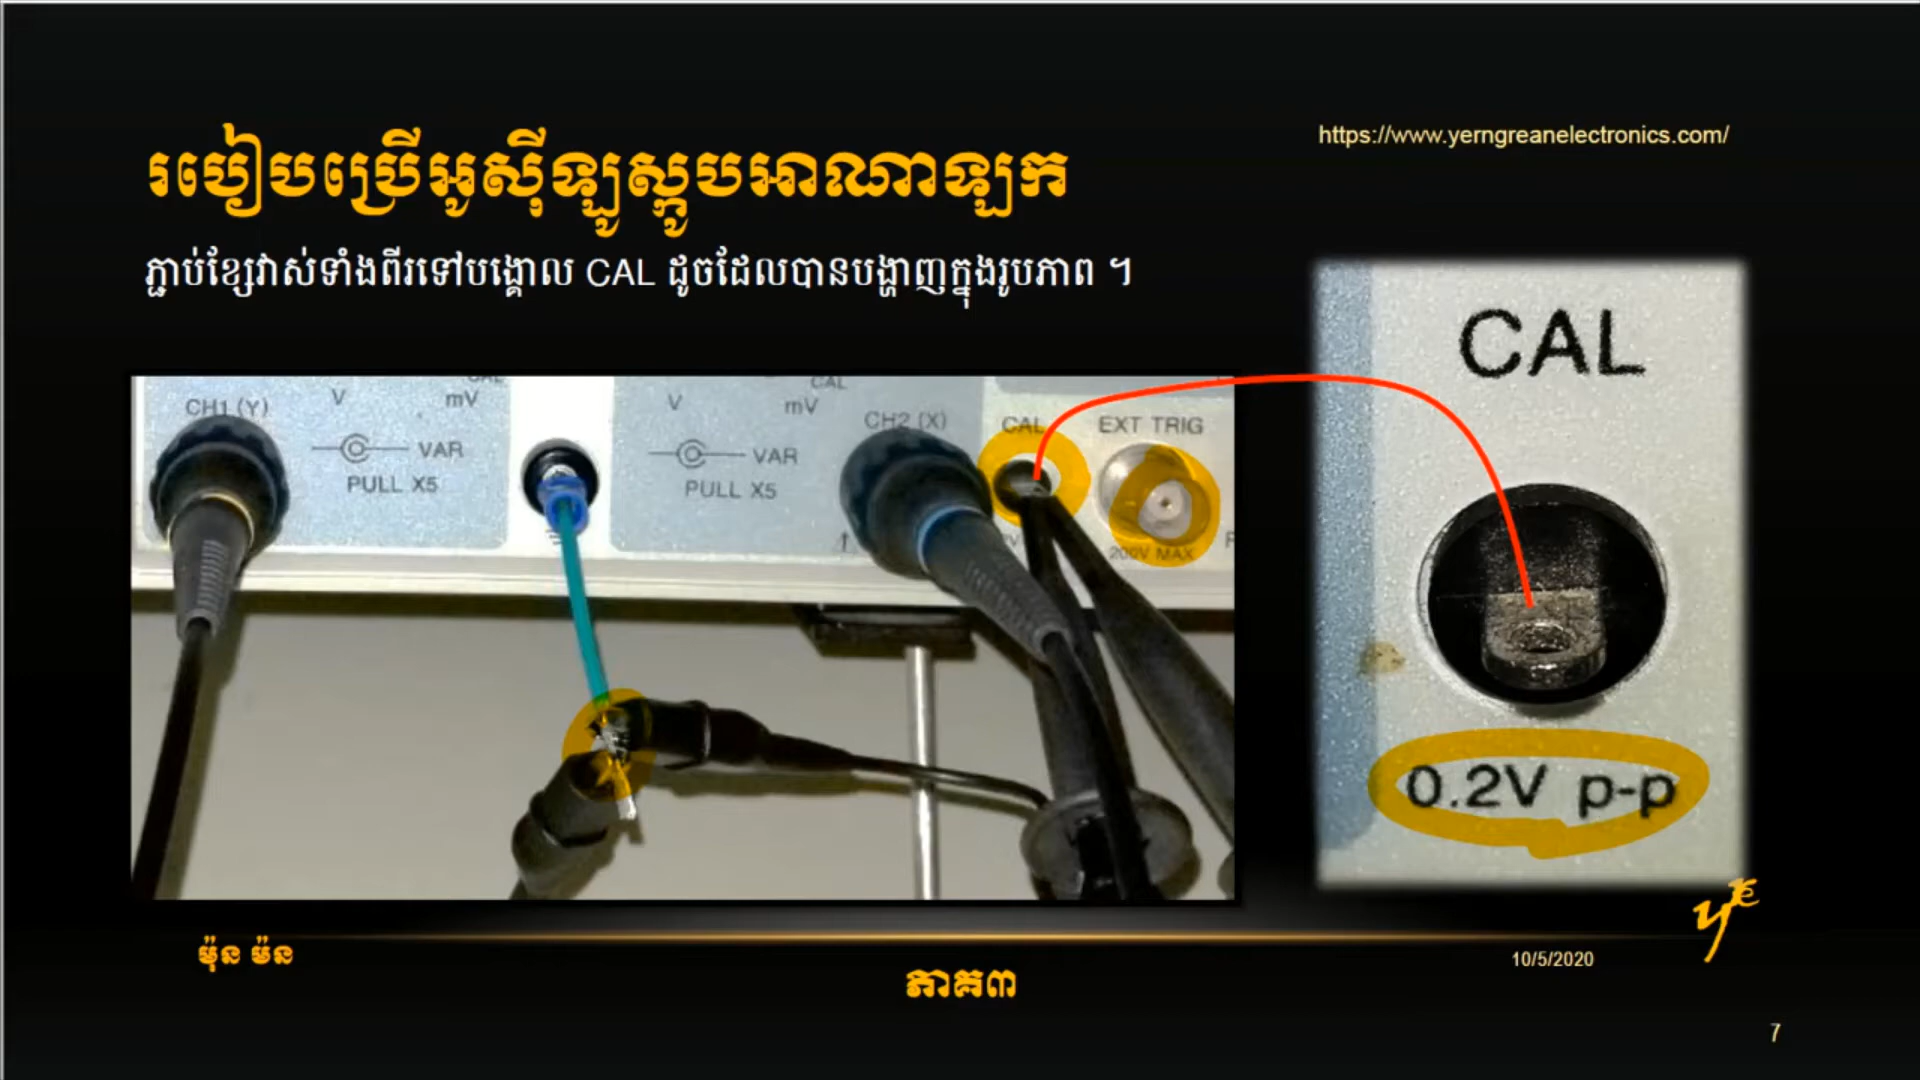 របៀបប្រើអូស៊ីឡូស្កូបអាណាឡូក
https://www.yerngreanelectronics.com/
ភ្ជាប់ខ្សែវាស់ទាំងពីរទៅបង្គោល CAL ដូចដែលបានបង្ហាញក្នុងរូបភាព ។
CAL
CH1 (Y)
V
mV
CAL
VAR
PULL X5
V
mV
CAL
VAR
PULL X5
CH2 (X)
CAL
EXT TRIG
200V MAX
0.2V p-p
ម៉ុន ម៉ន
ភាគ៣
10/5/2020
7